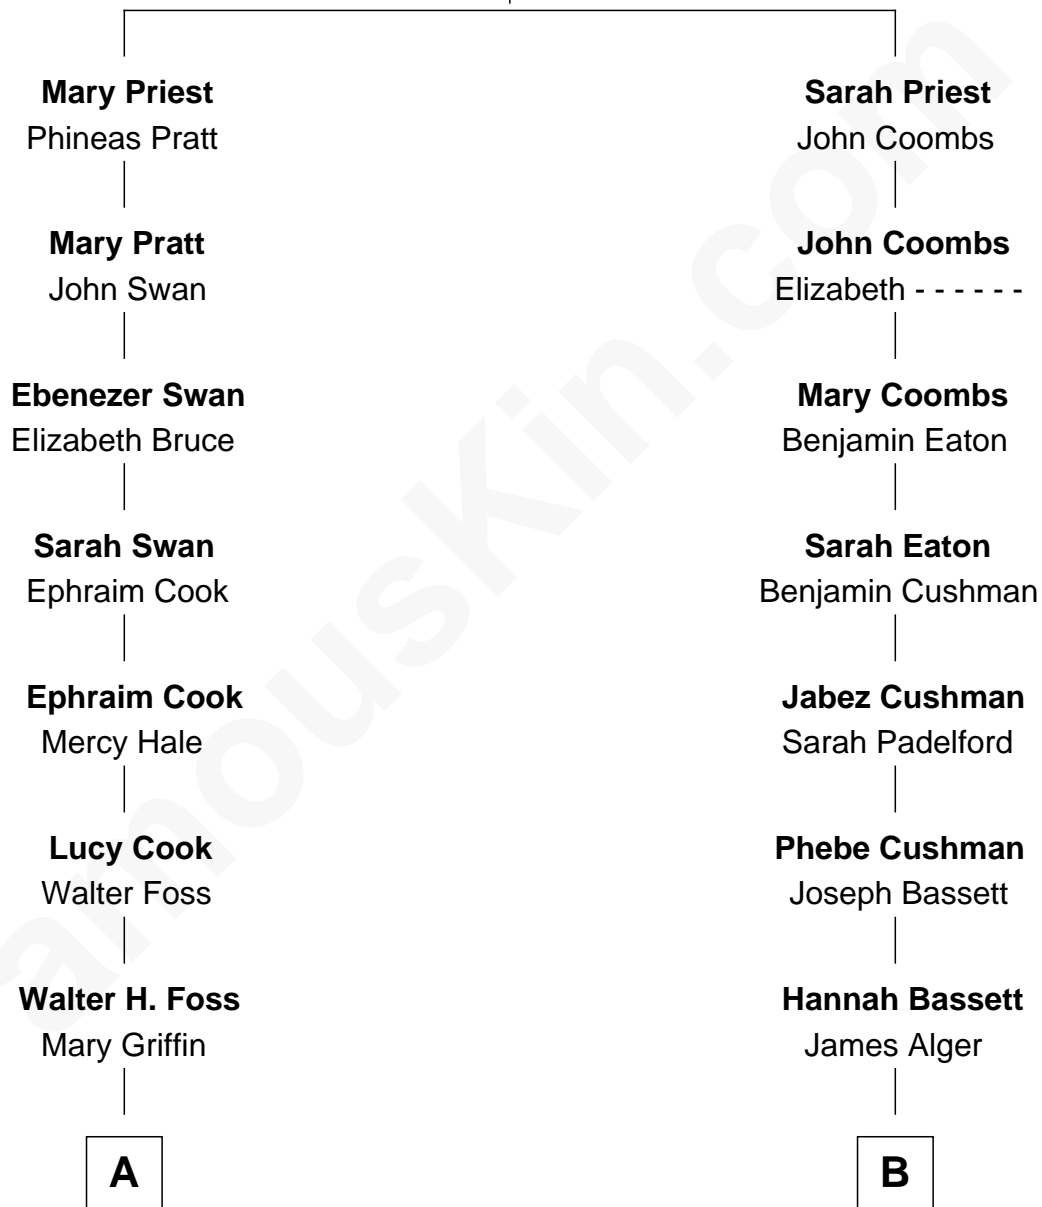 Mary Priest
Phineas Pratt
Mary Pratt
John Swan
Ebenezer Swan
Elizabeth Bruce
Sarah Swan
Ephraim Cook
Ephraim Cook
Mercy Hale
Lucy Cook
Walter Foss
Walter H. Foss
Mary Griffin
A
Sarah Priest
John Coombs
John Coombs
Elizabeth - - - - - -
Mary Coombs
Benjamin Eaton
Sarah Eaton
Benjamin Cushman
Jabez Cushman
Sarah Padelford
Phebe Cushman
Joseph Bassett
Hannah Bassett
James Alger
B
amouskin.com